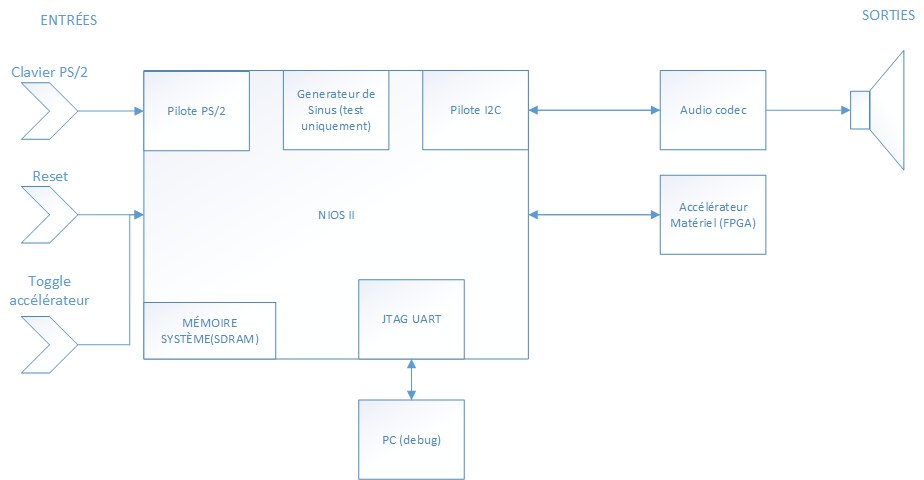 ENTRÉES
SORTIES
Clavier PS/2
Pilote PS/2
Generateur de
Sinus (test
uniquement)
Pilote I2C
Audio codec
Reset
NIOS II
Accélérateur
Matériel (FPGA)
Toggle
accélérateur
MÉMOIRE
SYSTÈME(SDRAM)
JTAG UART
PC (debug)